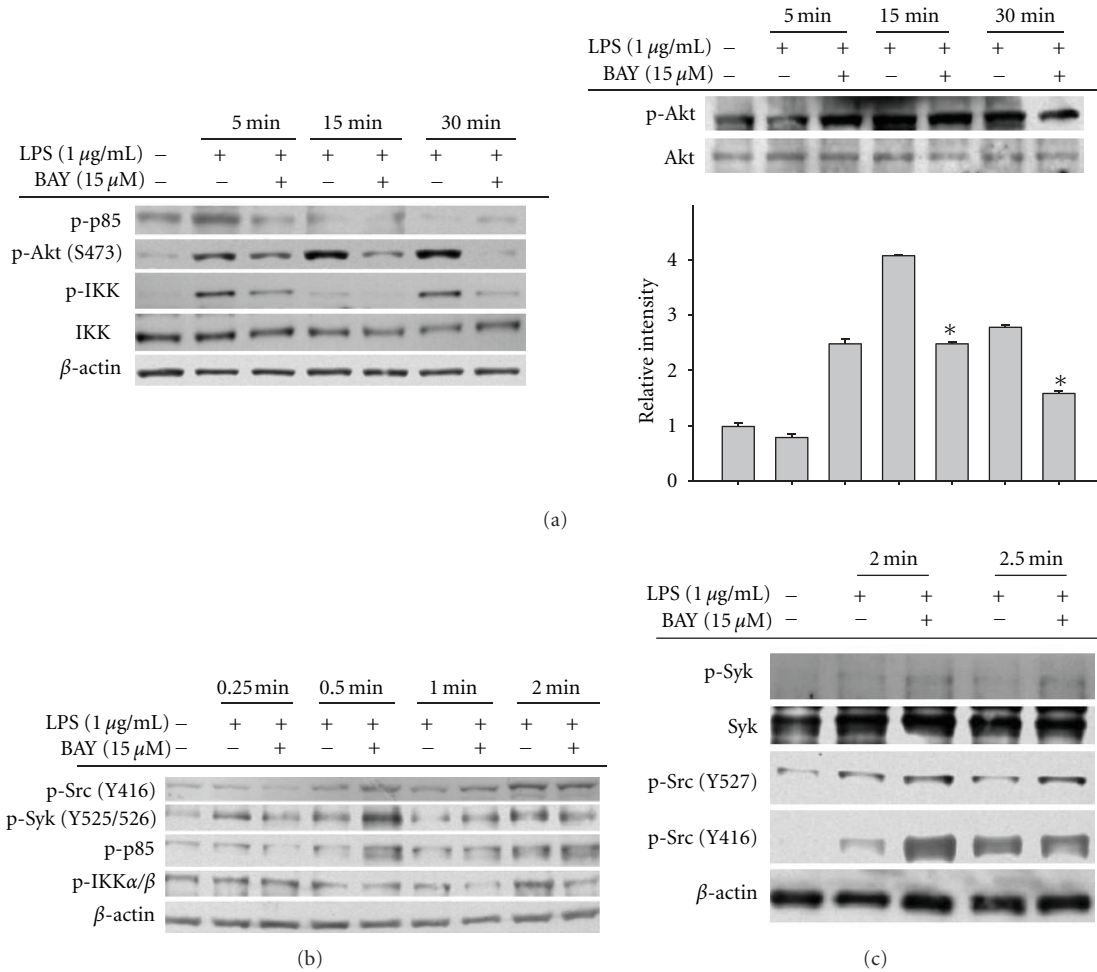 5 min 15 min 30 min
LPS (1 μg/mL) – + + + + + +
BAY (15 μM) – – + – + – +
p-p85
p-Akt (S473)
p-IKK
IKK
β-actin
5 min 15 min 30 min
LPS (1 μg/mL) – + + + + + +
BAY (15 μM) – – + – + – +
p-Akt
Akt
Relative intensity
4
3
2
1
0
*
*
(a)
0.25 min 0.5 min 1 min 2 min
LPS (1 μg/mL) – + + + + + + + +
BAY (15 μM) – – + – + – + – +
p-Src (Y416)
p-Syk (Y525/526)
p-p85
p-IKKα/β
β-actin
(b)
2 min 2.5 min
LPS (1 μg/mL) – + + + +
BAY (15 μM) – – + – +
p-Syk
Syk
p-Src (Y527)
p-Src (Y416)
β-actin
(c)